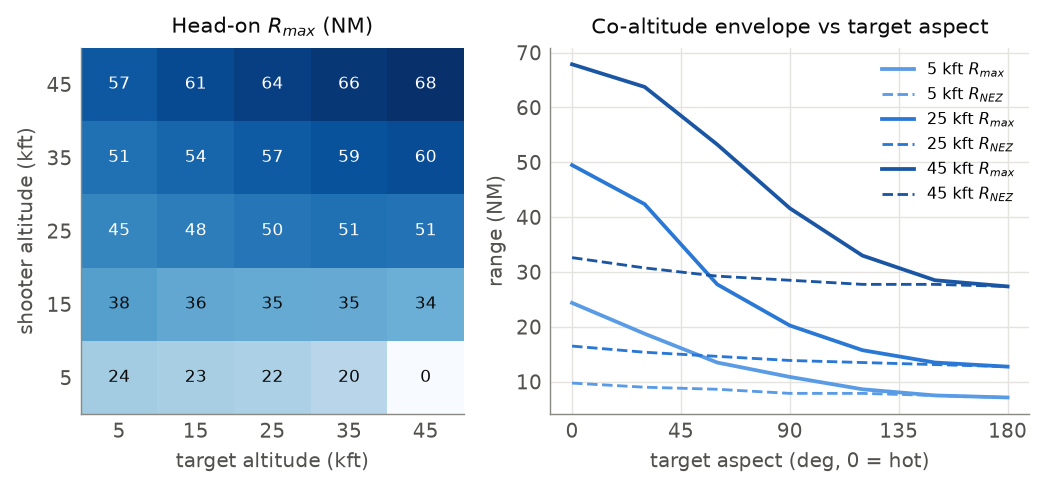 Head-on Rmax (NM)
shooter altitude (kft)
45
57 61 64 66 68
35
51 54 57 59 60
25
45 48 50 51 51
15
38 36 35 35 34
5
24 23 22 20 0
5 15 25 35 45
target altitude (kft)
Co-altitude envelope vs target aspect
range (NM)
70
60
50
40
30
20
10
5 kft Rmax
5 kft RNEZ
25 kft Rmax
25 kft RNEZ
45 kft Rmax
45 kft RNEZ
0 45 90 135 180
target aspect (deg, 0 = hot)